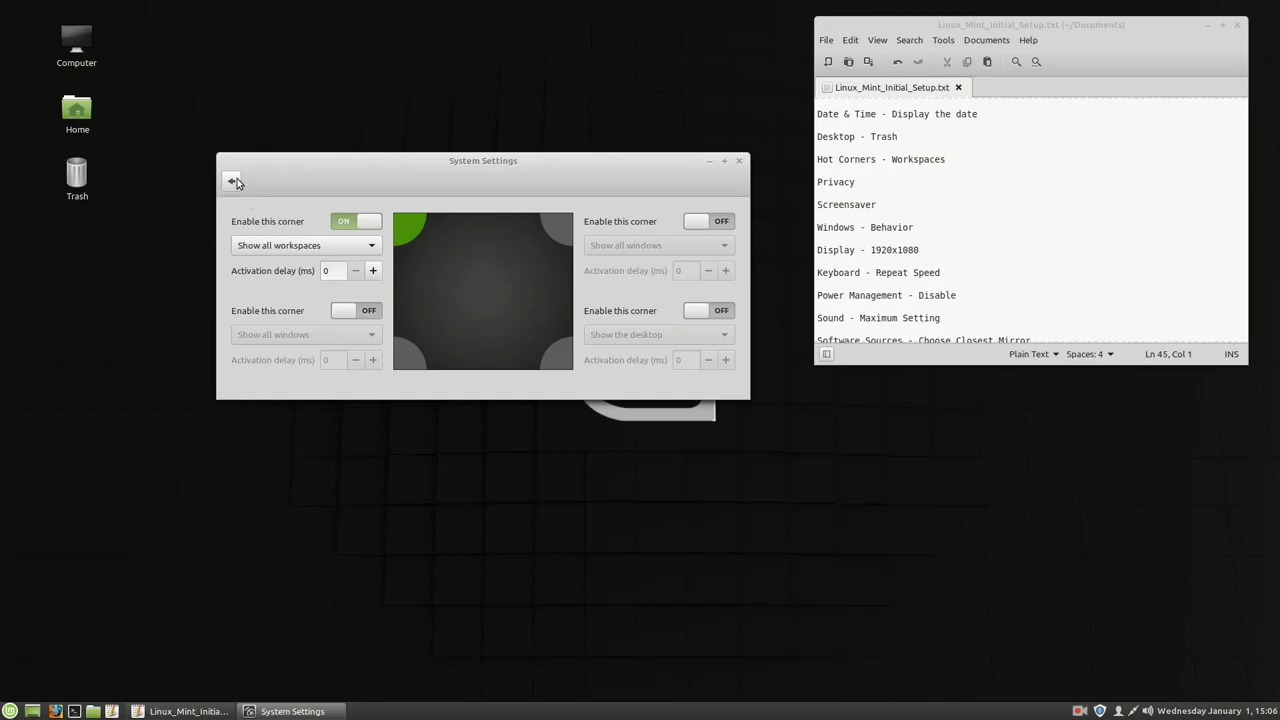 Computer
Home
Trash
System Settings
Enable this corner ON
Show all workspaces
Activation delay (ms) 0 − +
Enable this corner OFF
Show all windows
Activation delay (ms) 0 − +
Enable this corner OFF
Show all windows
Activation delay (ms) 0 − +
Enable this corner OFF
Show the desktop
Activation delay (ms) 0 − +
Linux_Mint_Initial_Setup.txt (~/Documents)
File Edit View Search Tools Documents Help
Linux_Mint_Initial_Setup.txt
Date & Time - Display the date
Desktop - Trash
Hot Corners - Workspaces
Privacy
Screensaver
Windows - Behavior
Display - 1920x1080
Keyboard - Repeat Speed
Power Management - Disable
Sound - Maximum Setting
Software Sources - Choose Closest Mirror
Plain Text Spaces: 4 Ln 45, Col 1 INS
Linux_Mint_Initia... System Settings Wednesday January 1, 15:06